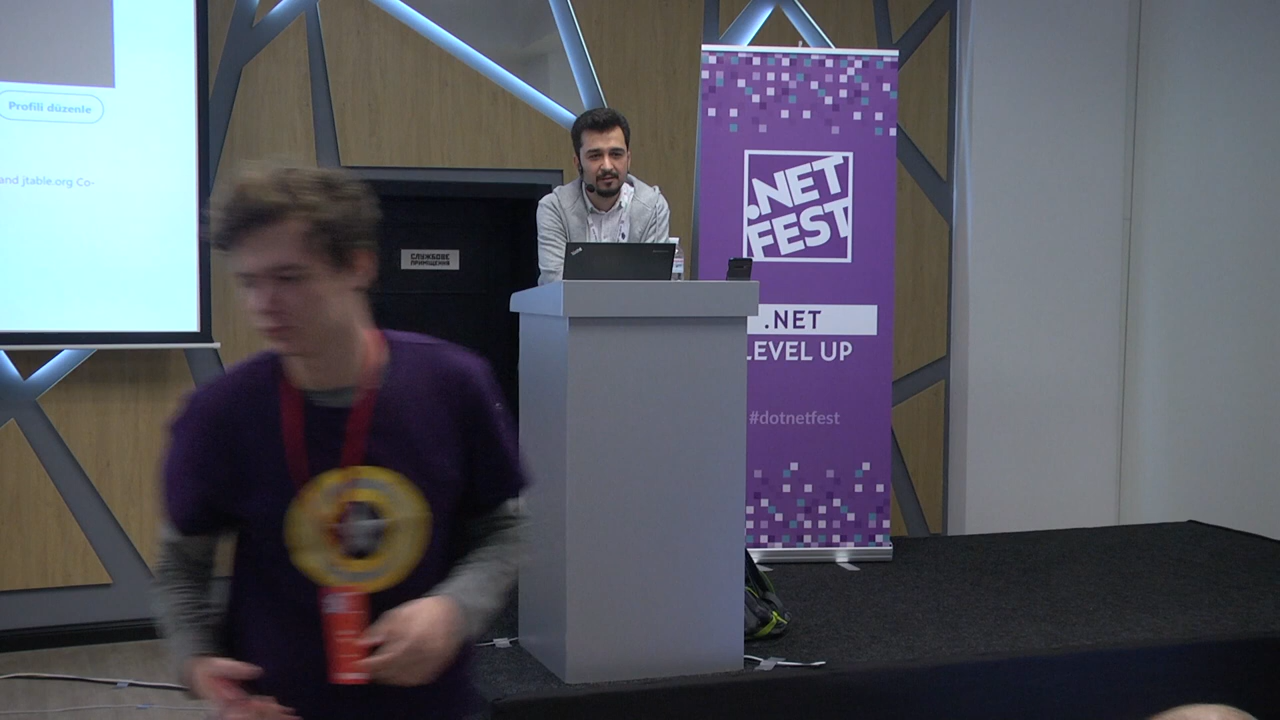 Profili düzenle
and jtable.org Co-
СЛУЖБОВЕ
ПРИМІЩЕННЯ
.NET
FEST
.NET
LEVEL UP
#dotnetfest